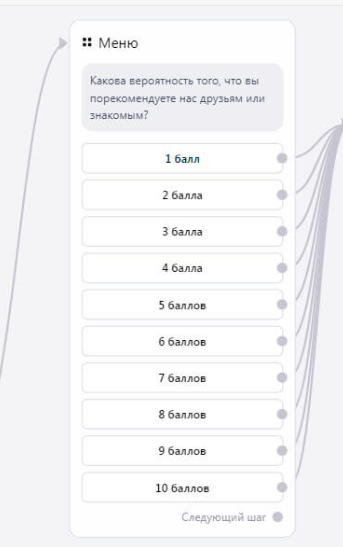 Меню
Какова вероятность того, что вы
порекомендуете нас друзьям или
знакомым?
1 балл
2 балла
3 балла
4 балла
5 баллов
6 баллов
7 баллов
8 баллов
9 баллов
10 баллов
Следующий шаг